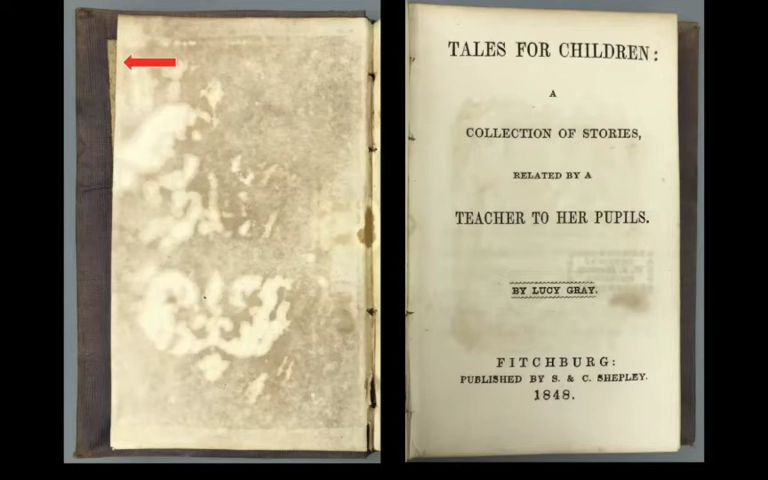 TALES FOR CHILDREN:
A
COLLECTION OF STORIES,
RELATED BY A
TEACHER TO HER PUPILS.
BY LUCY GRAY.
FITCHBURG:
PUBLISHED BY S. & C. SHEPLEY.
1848.